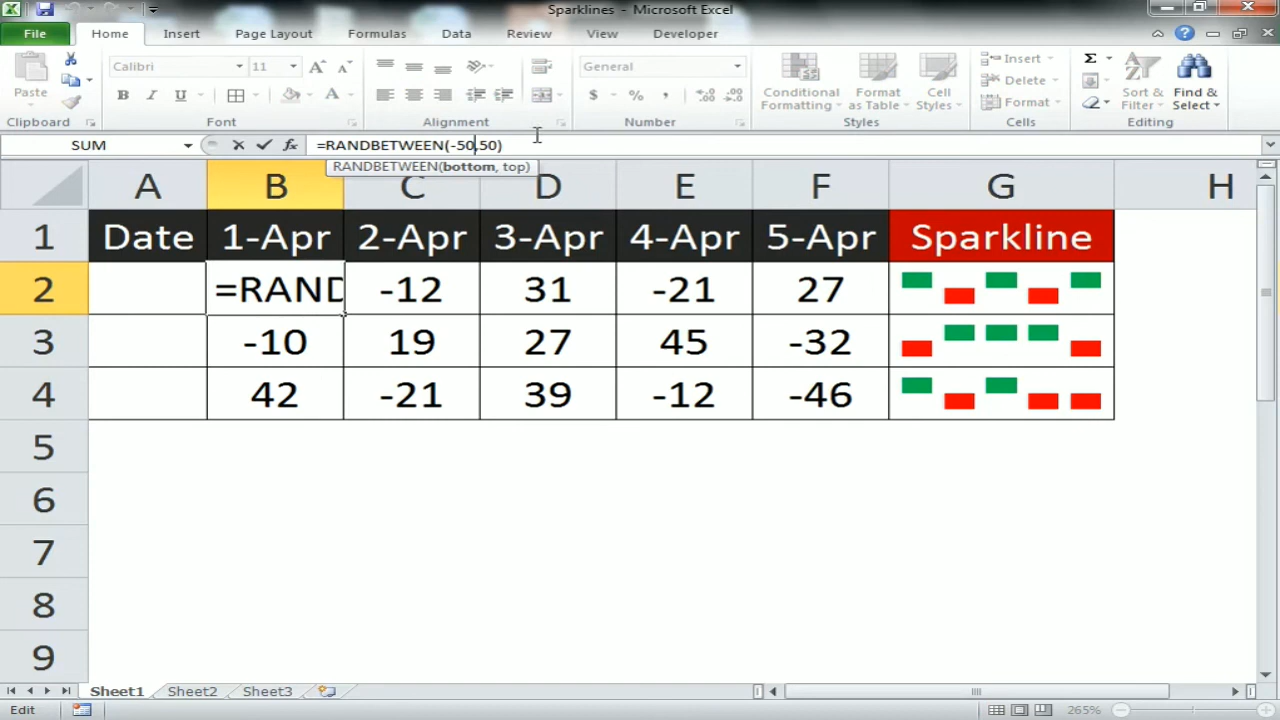 Sparklines - Microsoft Excel
File Home Insert Page Layout Formulas Data Review View Developer
Paste Calibri 11 General Conditional Formatting Format as Table Cell Styles Insert Delete Format Sort & Filter Find & Select
B I U A $ % ,
Clipboard Font Alignment Number Styles Cells Editing
SUM fx =RANDBETWEEN(-50,50)
RANDBETWEEN(bottom, top)
A B C D E F G H
1 Date 1-Apr 2-Apr 3-Apr 4-Apr 5-Apr Sparkline
2 =RAND -12 31 -21 27
3 -10 19 27 45 -32
4 42 -21 39 -12 -46
5
6
7
8
9
Sheet1 Sheet2 Sheet3
Edit 265%